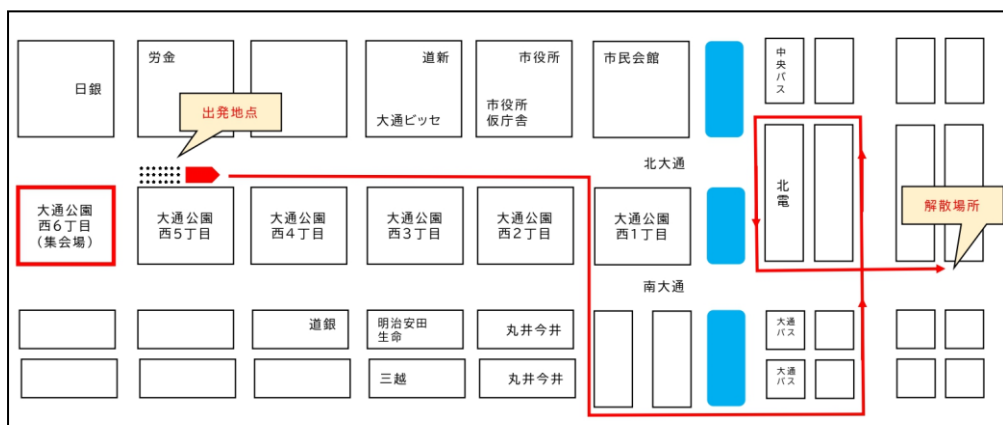 日銀
労金
道新
大通ビッセ
市役所
市役所
仮庁舎
市民会館
中央バス
出発地点
北大通
大通公園
西6丁目
(集会場)
大通公園
西5丁目
大通公園
西4丁目
大通公園
西3丁目
大通公園
西2丁目
大通公園
西1丁目
北電
解散場所
南大通
道銀
明治安田
生命
丸井今井
大通
バス
三越
丸井今井
大通
バス